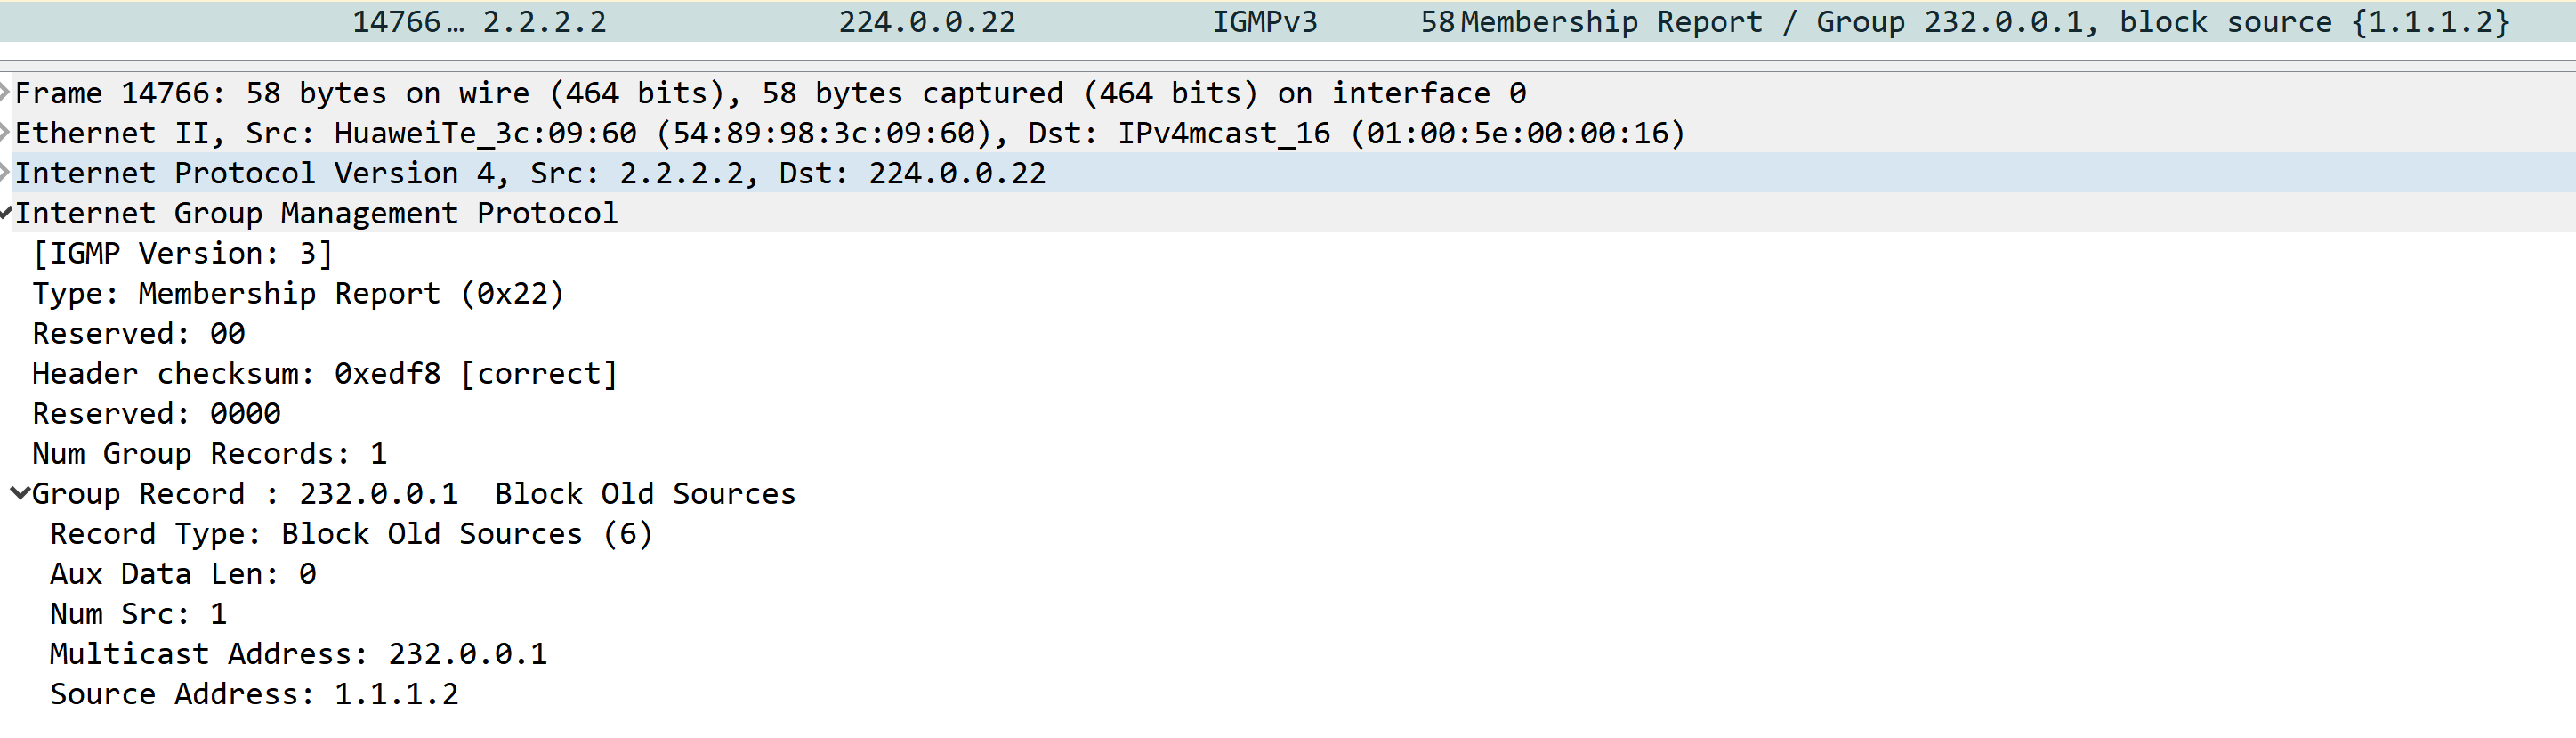 14766… 2.2.2.2 224.0.0.22 IGMPv3 58 Membership Report / Group 232.0.0.1, block source {1.1.1.2}
Frame 14766: 58 bytes on wire (464 bits), 58 bytes captured (464 bits) on interface 0
Ethernet II, Src: HuaweiTe_3c:09:60 (54:89:98:3c:09:60), Dst: IPv4mcast_16 (01:00:5e:00:00:16)
Internet Protocol Version 4, Src: 2.2.2.2, Dst: 224.0.0.22
Internet Group Management Protocol
[IGMP Version: 3]
Type: Membership Report (0x22)
Reserved: 00
Header checksum: 0xedf8 [correct]
Reserved: 0000
Num Group Records: 1
Group Record : 232.0.0.1  Block Old Sources
Record Type: Block Old Sources (6)
Aux Data Len: 0
Num Src: 1
Multicast Address: 232.0.0.1
Source Address: 1.1.1.2